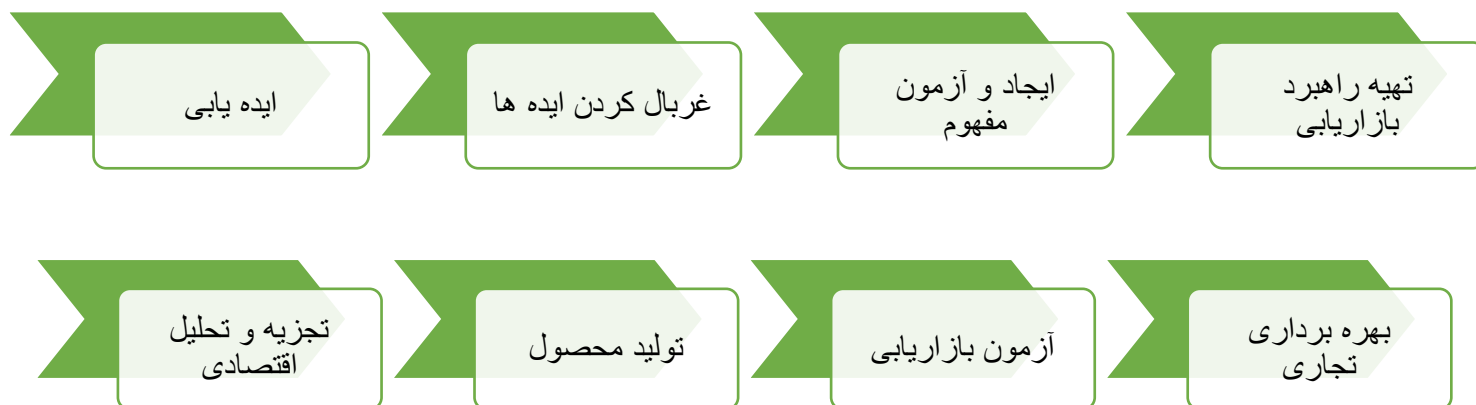 ایده یابی
غربال کردن ایده ها
ایجاد و آزمون
مفهوم
تهیه راهبرد
بازاریابی
تجزیه و تحلیل
اقتصادی
تولید محصول
آزمون بازاریابی
بهره برداری
تجاری